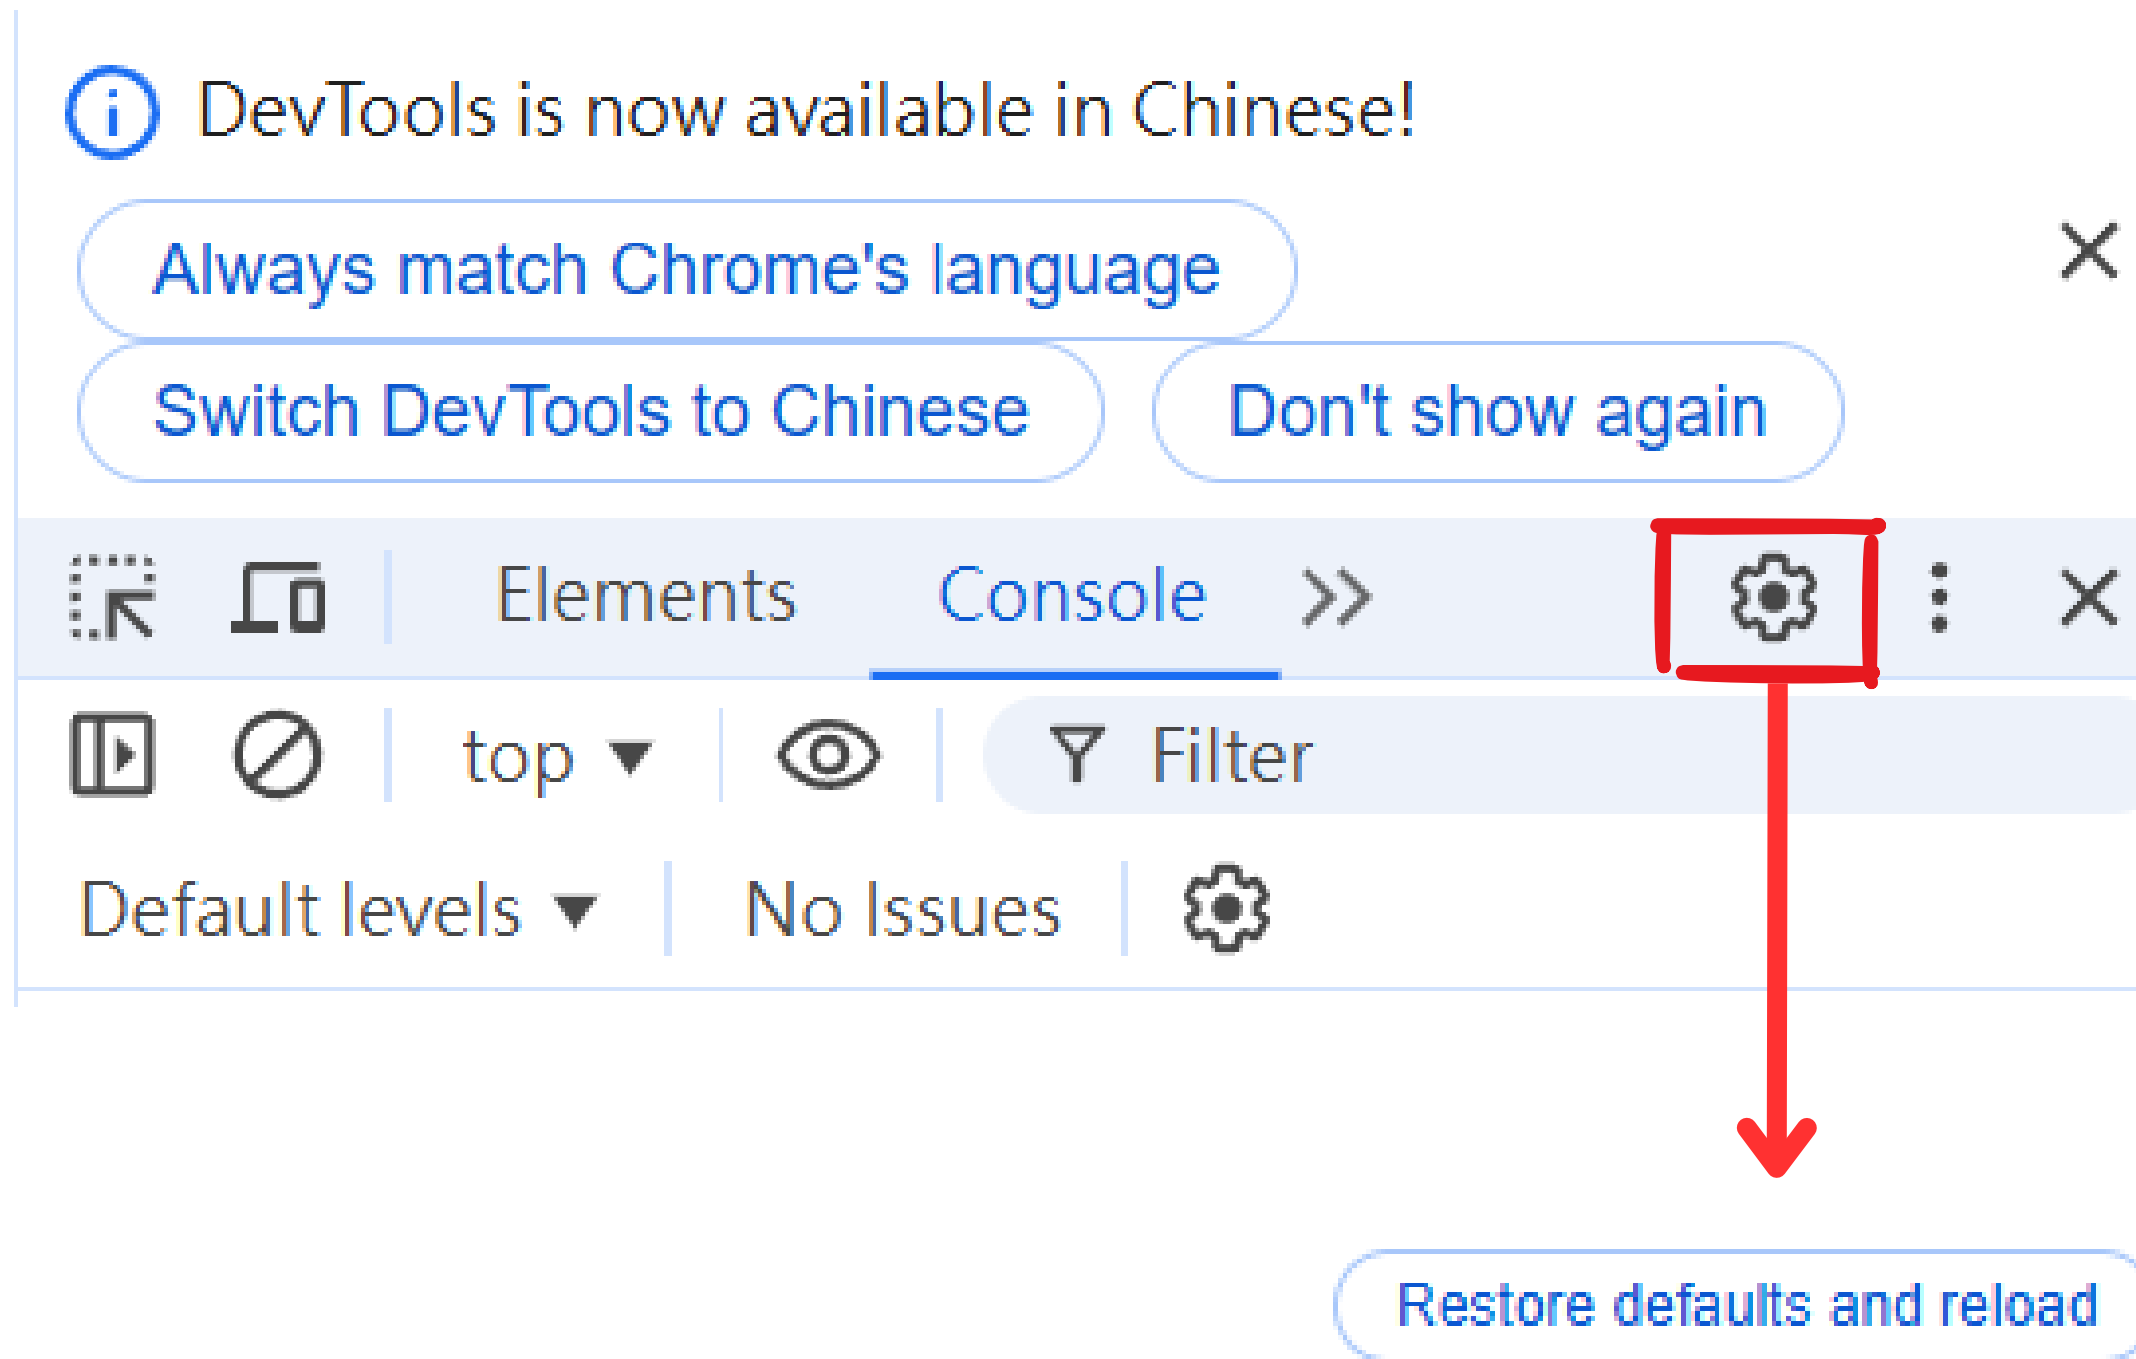 DevTools is now available in Chinese!
Always match Chrome's language
Switch DevTools to Chinese Don't show again
Elements Console
top Filter
Default levels No Issues
Restore defaults and reload